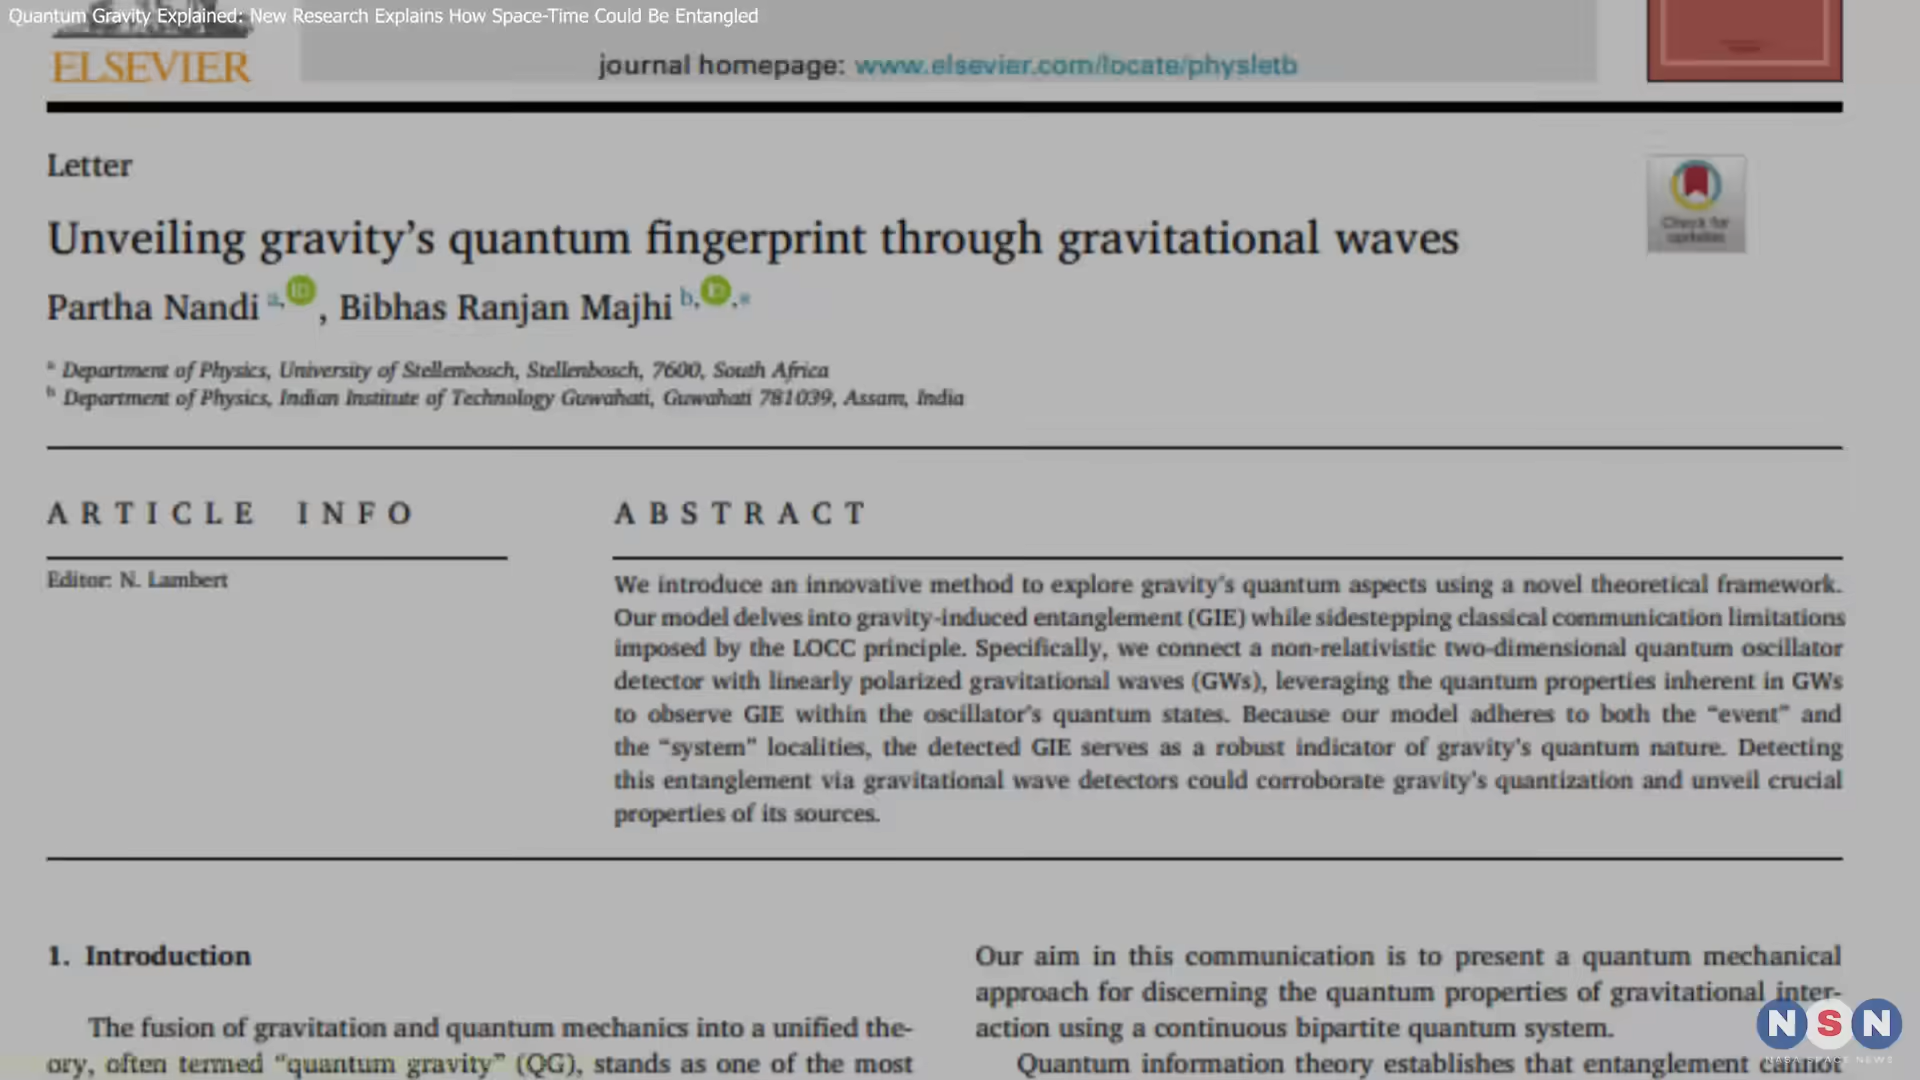 Quantum Gravity Explained: New Research Explains How Space-Time Could Be Entangled
ELSEVIER
journal homepage: www.elsevier.com/locate/physletb
Letter
Check for
updates
Unveiling gravity’s quantum fingerprint through gravitational waves
Partha Nandi a, iD , Bibhas Ranjan Majhi b, iD ,*
a Department of Physics, University of Stellenbosch, Stellenbosch, 7600, South Africa
b Department of Physics, Indian Institute of Technology Guwahati, Guwahati 781039, Assam, India
ARTICLE INFO
Editor: N. Lambert
ABSTRACT
We introduce an innovative method to explore gravity’s quantum aspects using a novel theoretical framework.
Our model delves into gravity-induced entanglement (GIE) while sidestepping classical communication limitations
imposed by the LOCC principle. Specifically, we connect a non-relativistic two-dimensional quantum oscillator
detector with linearly polarized gravitational waves (GWs), leveraging the quantum properties inherent in GWs
to observe GIE within the oscillator’s quantum states. Because our model adheres to both the “event” and
the “system” localities, the detected GIE serves as a robust indicator of gravity’s quantum nature. Detecting
this entanglement via gravitational wave detectors could corroborate gravity’s quantization and unveil crucial
properties of its sources.
1. Introduction
The fusion of gravitation and quantum mechanics into a unified the-
ory, often termed “quantum gravity” (QG), stands as one of the most
Our aim in this communication is to present a quantum mechanical
approach for discerning the quantum properties of gravitational inter-
action using a continuous bipartite quantum system.
Quantum information theory establishes that entanglement cannot
NSN
NASA SPACE NEWS